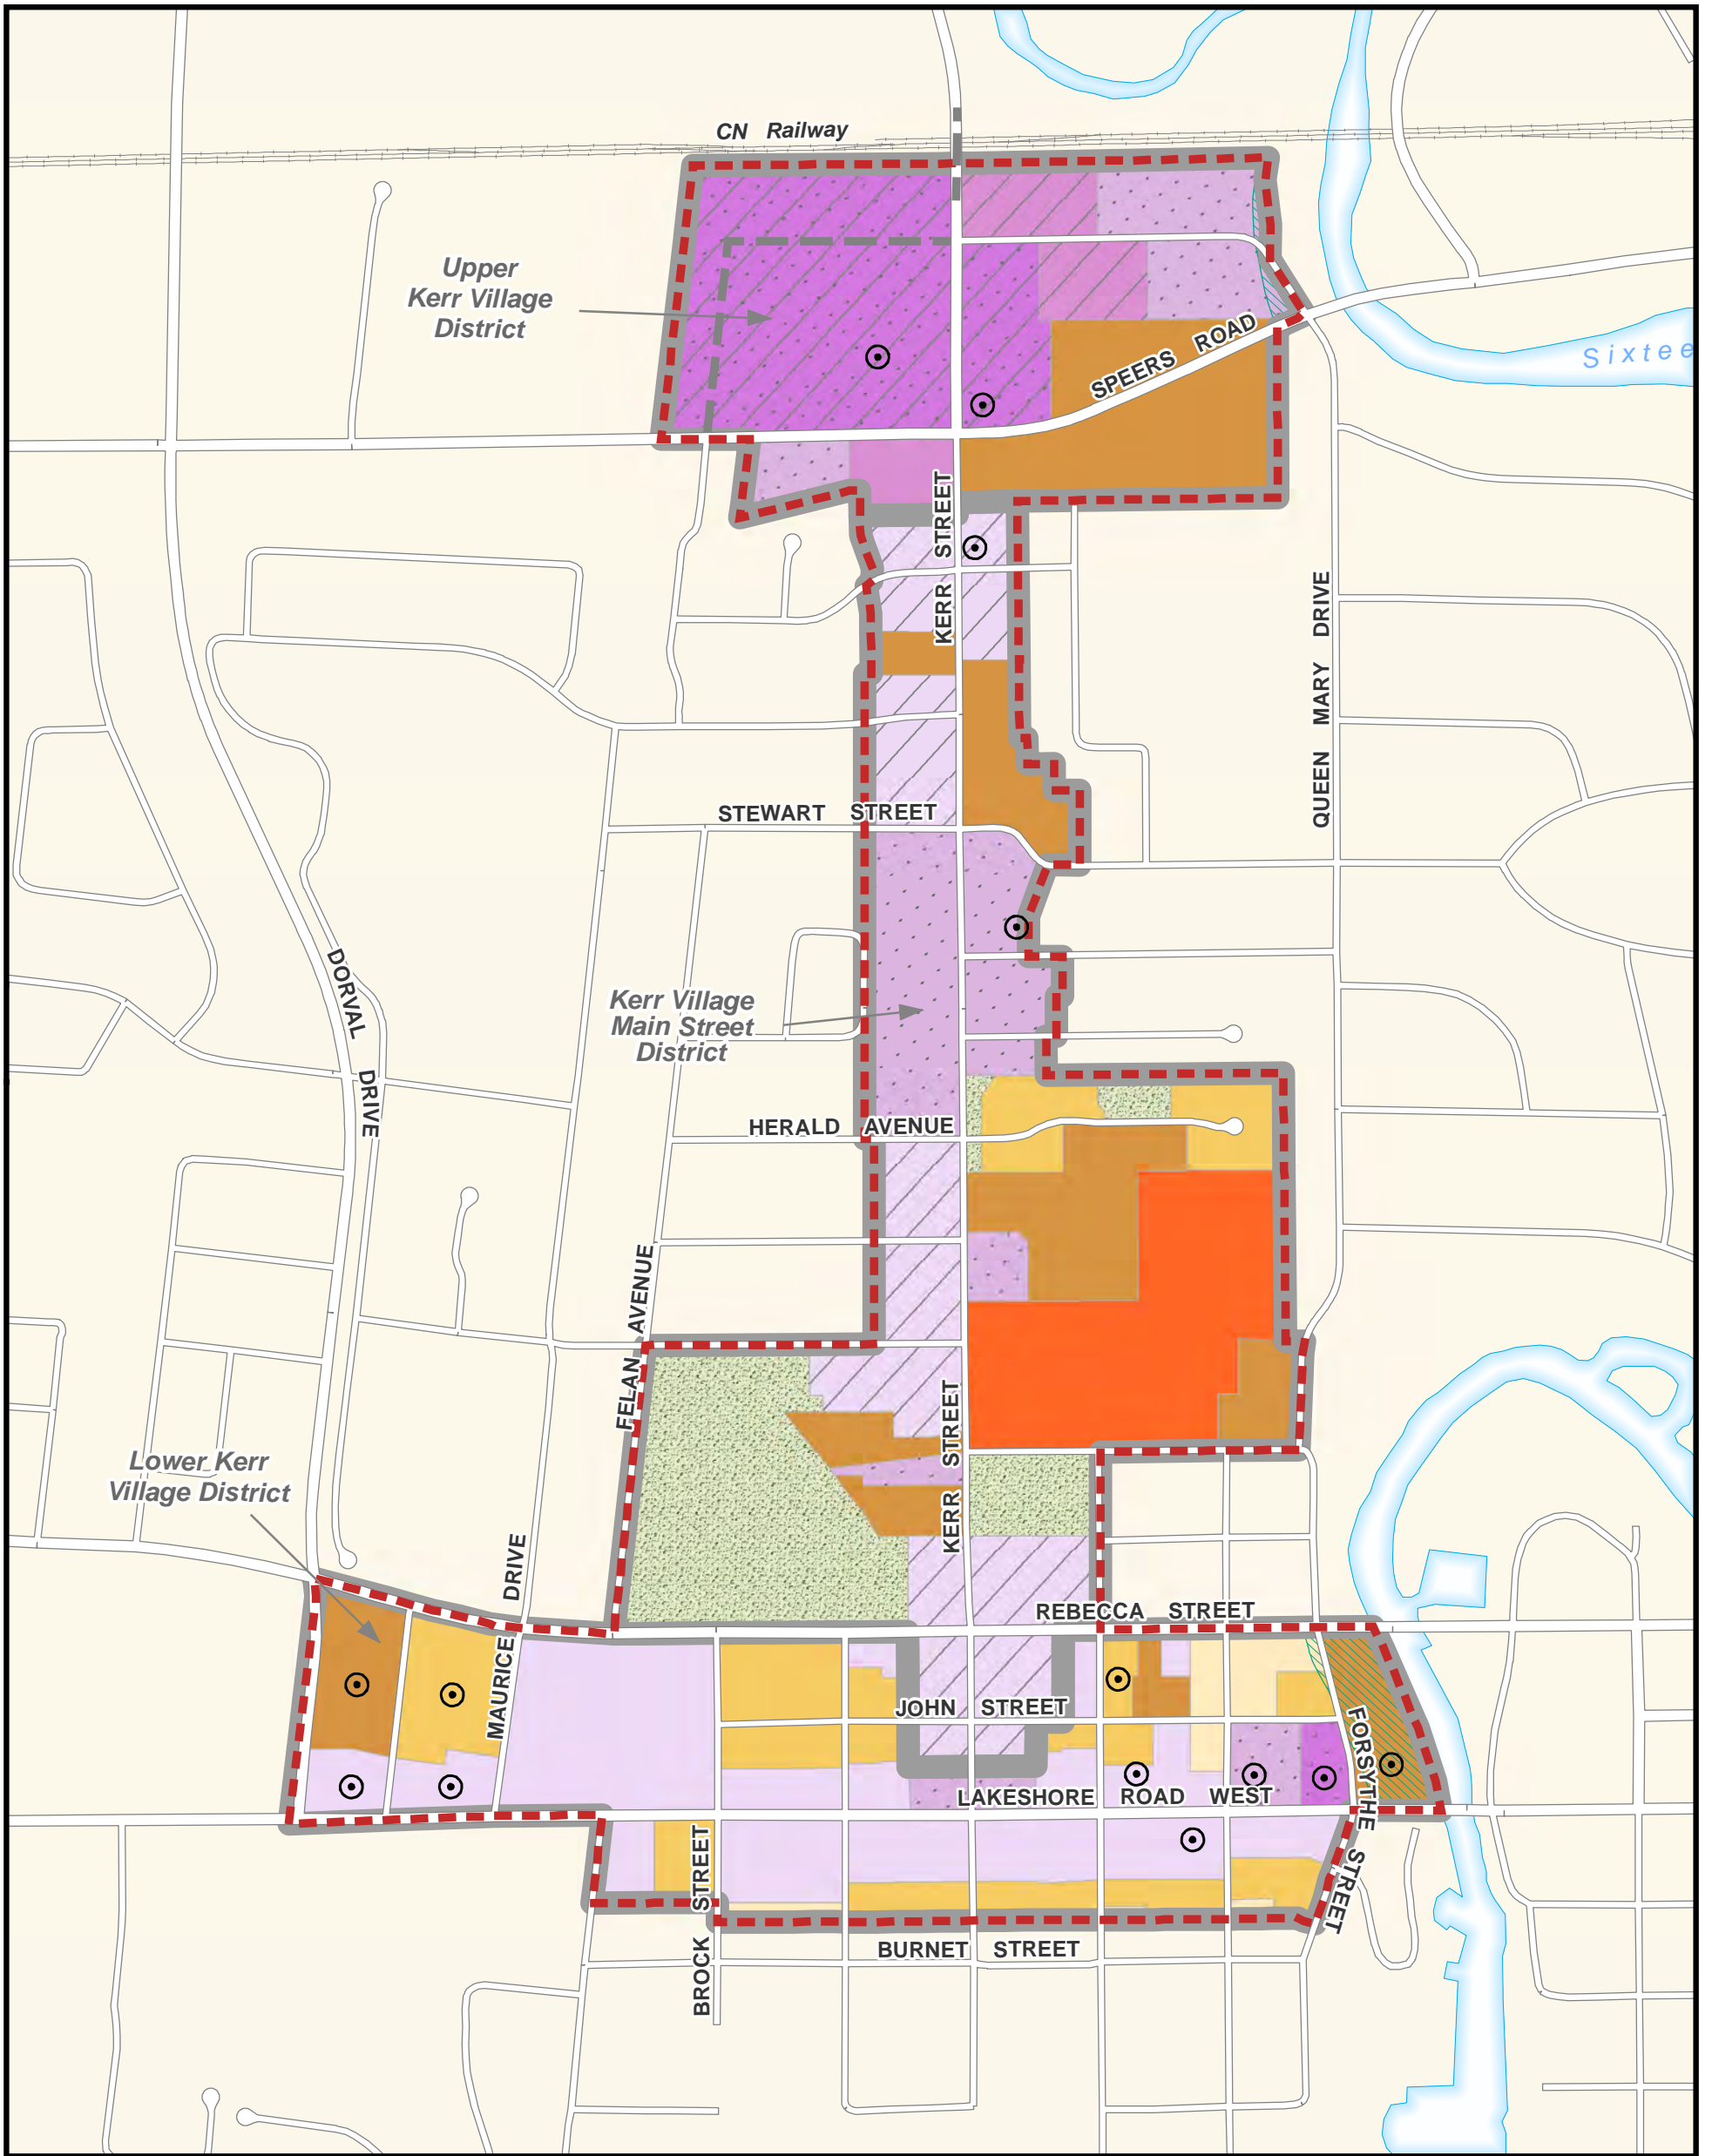 CN Railway
Upper
Kerr Village
District
Sixtee
SPEERS ROAD
KERR STREET
QUEEN MARY DRIVE
STEWART STREET
DORVAL DRIVE
Kerr Village
Main Street
District
HERALD AVENUE
FELAN AVENUE
KERR STREET
Lower Kerr
Village District
MAURICE DRIVE
REBECCA STREET
JOHN STREET
FORSYTHE STREET
LAKESHORE ROAD WEST
BROCK STREET
BURNET STREET